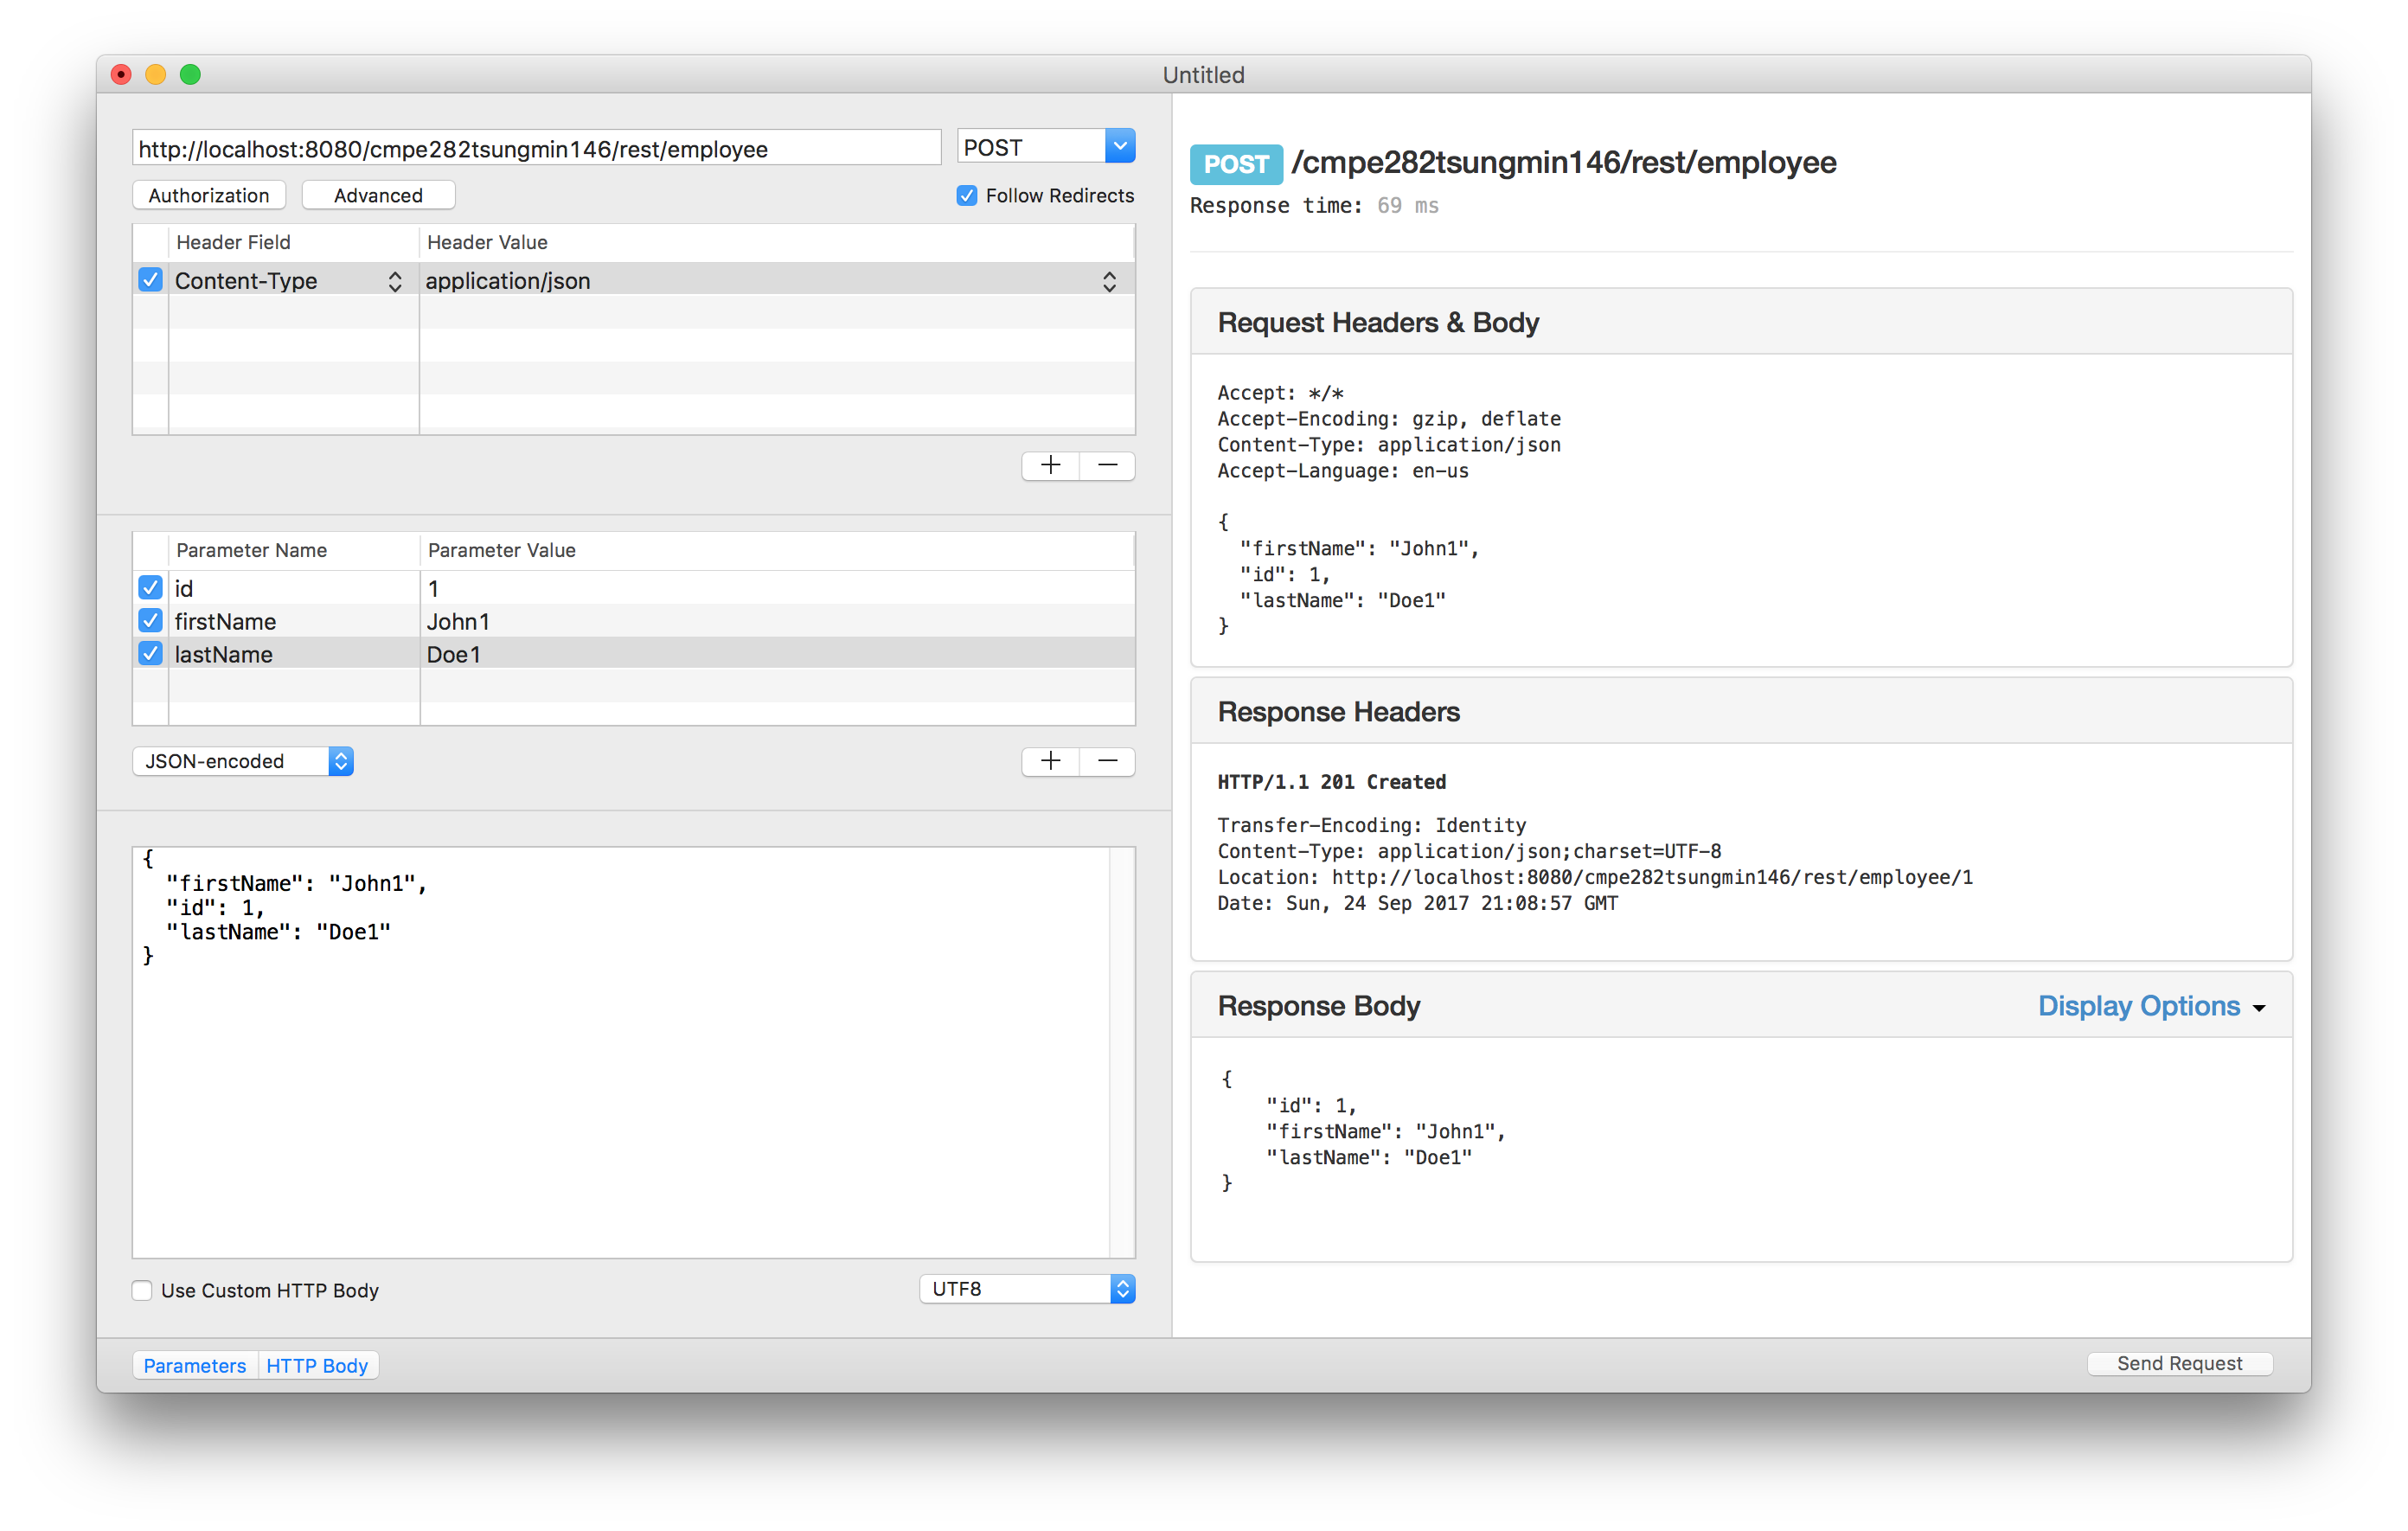 Untitled
http://localhost:8080/cmpe282tsungmin146/rest/employee
POST
Authorization
Advanced
Follow Redirects
Header Field
Header Value
Content-Type
application/json
Parameter Name
Parameter Value
id
1
firstName
John1
lastName
Doe1
JSON-encoded
{
"firstName": "John1",
"id": 1,
"lastName": "Doe1"
}
Use Custom HTTP Body
UTF8
Parameters
HTTP Body
POST /cmpe282tsungmin146/rest/employee
Response time: 69 ms
Request Headers & Body
Accept: */*
Accept-Encoding: gzip, deflate
Content-Type: application/json
Accept-Language: en-us
{
"firstName": "John1",
"id": 1,
"lastName": "Doe1"
}
Response Headers
HTTP/1.1 201 Created
Transfer-Encoding: Identity
Content-Type: application/json;charset=UTF-8
Location: http://localhost:8080/cmpe282tsungmin146/rest/employee/1
Date: Sun, 24 Sep 2017 21:08:57 GMT
Response Body
Display Options
{
"id": 1,
"firstName": "John1",
"lastName": "Doe1"
}
Send Request